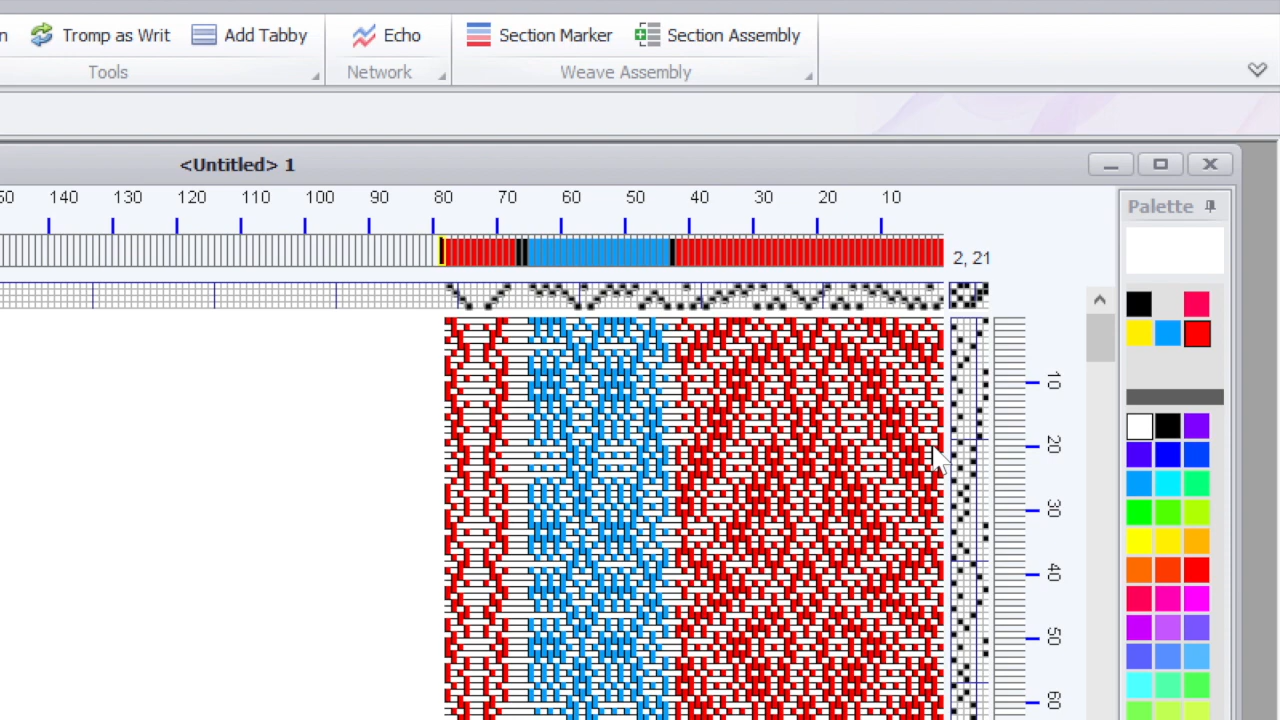 n Tromp as Writ Add Tabby Echo Section Marker Section Assembly
Tools Network Weave Assembly
<Untitled> 1
50 140 130 120 110 100 90 80 70 60 50 40 30 20 10
2, 21
Palette
10
20
30
40
50
60